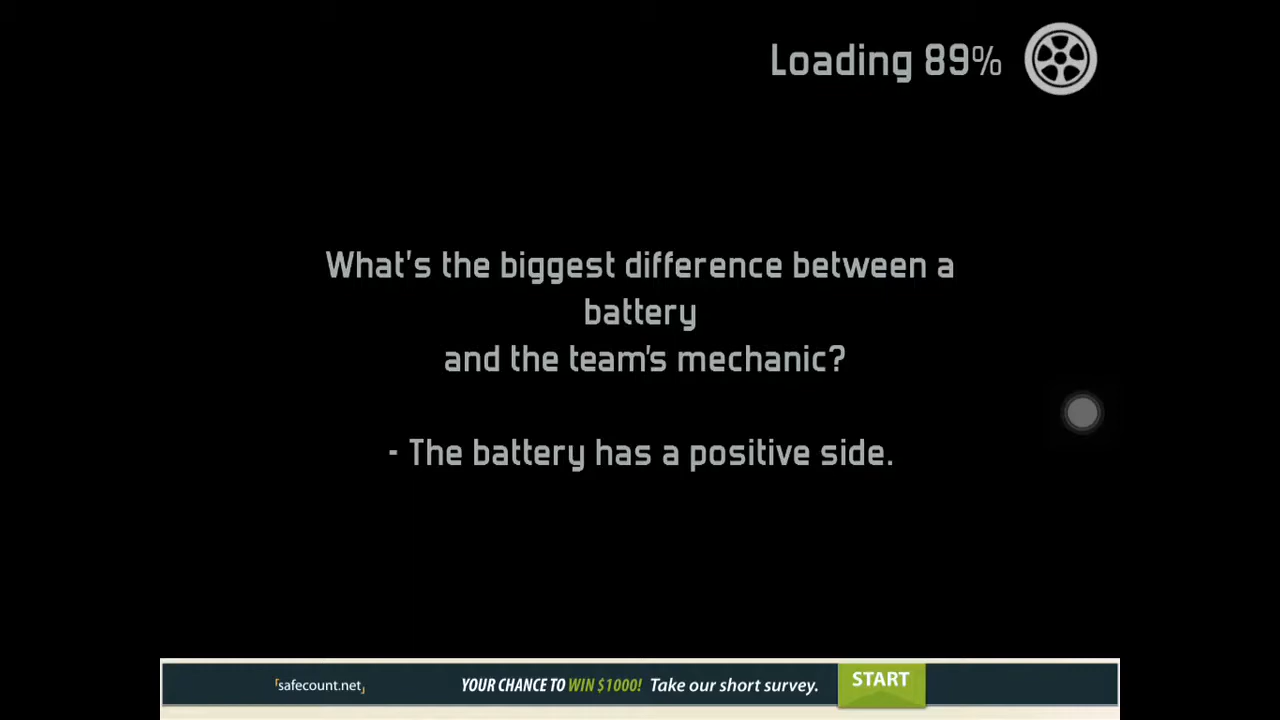 Loading 89%
What's the biggest difference between a
battery
and the team's mechanic?
- The battery has a positive side.
safecount.net
YOUR CHANCE TO WIN $1000! Take our short survey.
START